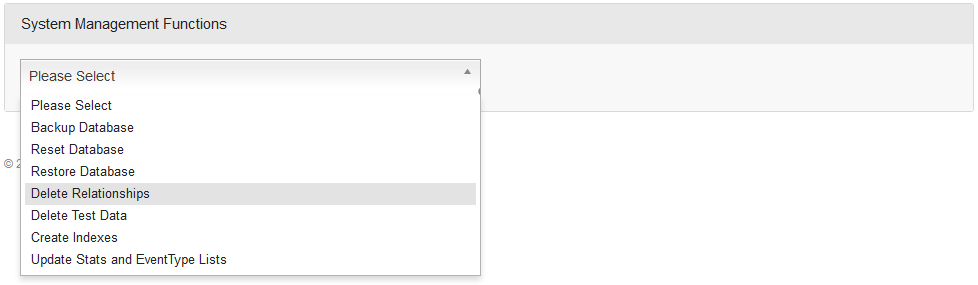 System Management Functions
Please Select
Please Select
Backup Database
Reset Database
Restore Database
© 2
Delete Relationships
Delete Test Data
Create Indexes
Update Stats and EventType Lists